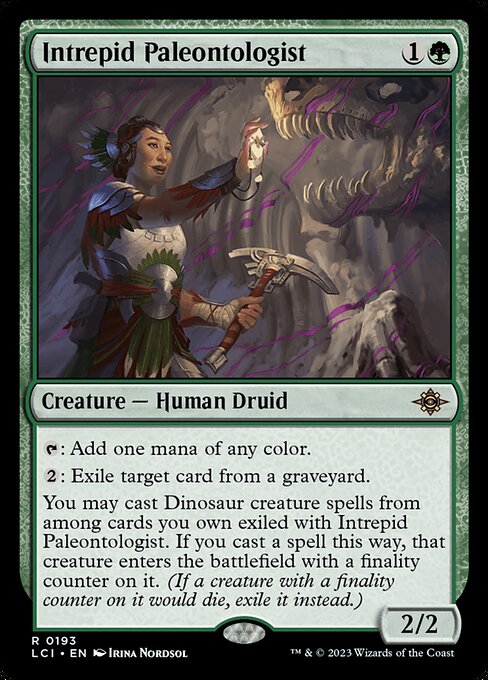 Intrepid Paleontologist 1
Creature — Human Druid
: Add one mana of any color.
2: Exile target card from a graveyard.
You may cast Dinosaur creature spells from
among cards you own exiled with Intrepid
Paleontologist. If you cast a spell this way, that
creature enters the battlefield with a finality
counter on it. (If a creature with a finality
counter on it would die, exile it instead.)
2/2
R 0193
LCI • EN Irina Nordsol
™ & © 2023 Wizards of the Coast